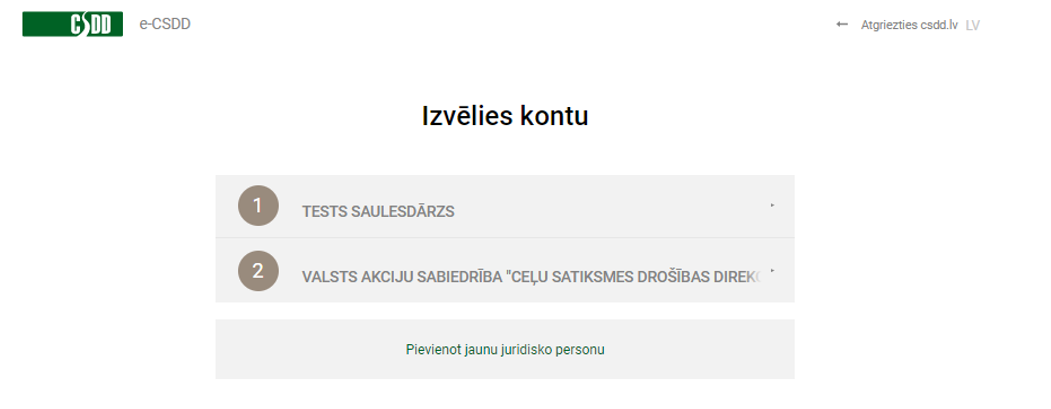 CSDD e-CSDD ← Atgriezties csdd.lv LV
Izvēlies kontu
1 TESTS SAULESDĀRZS
2 VALSTS AKCIJU SABIEDRĪBA "CEĻU SATIKSMES DROŠĪBAS DIREK
Pievienot jaunu juridisko personu